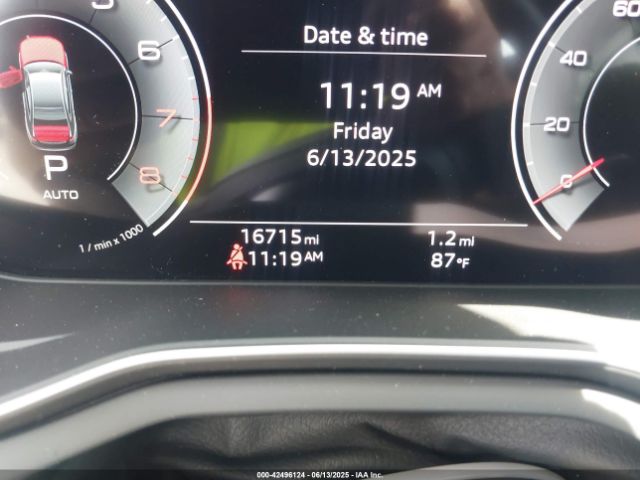 5
6
7
8
P
AUTO
1 / min x 1000
Date & time
11:19 AM
Friday
6/13/2025
16715 mi
1.2 mi
11:19 AM
87°F
60
40
20
0
000-42496124 - 06/13/2025 - IAA Inc.